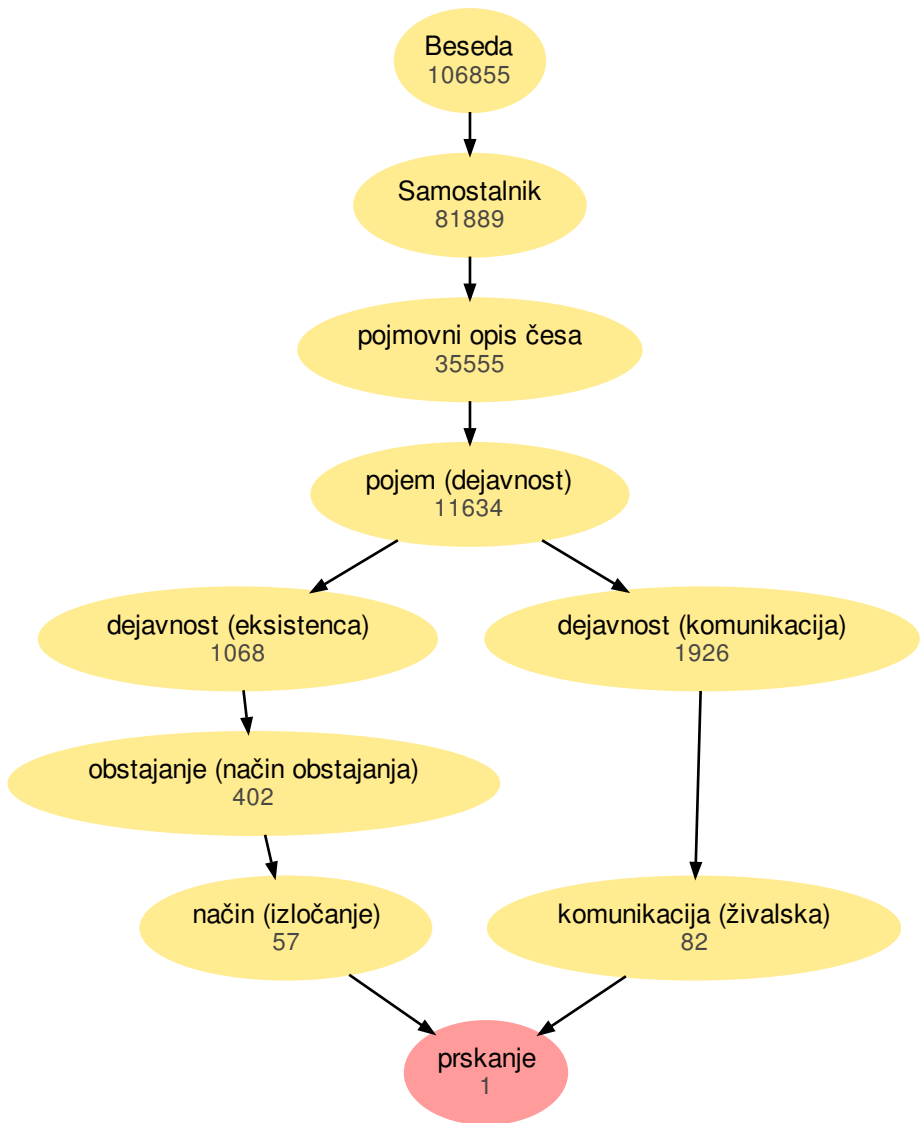 Beseda
106855
Samostalnik
81889
pojmovni opis česa
35555
pojem (dejavnost)
11634
dejavnost (eksistenca)
1068
dejavnost (komunikacija)
1926
obstajanje (način obstajanja)
402
način (izločanje)
57
komunikacija (živalska)
82
prskanje
1